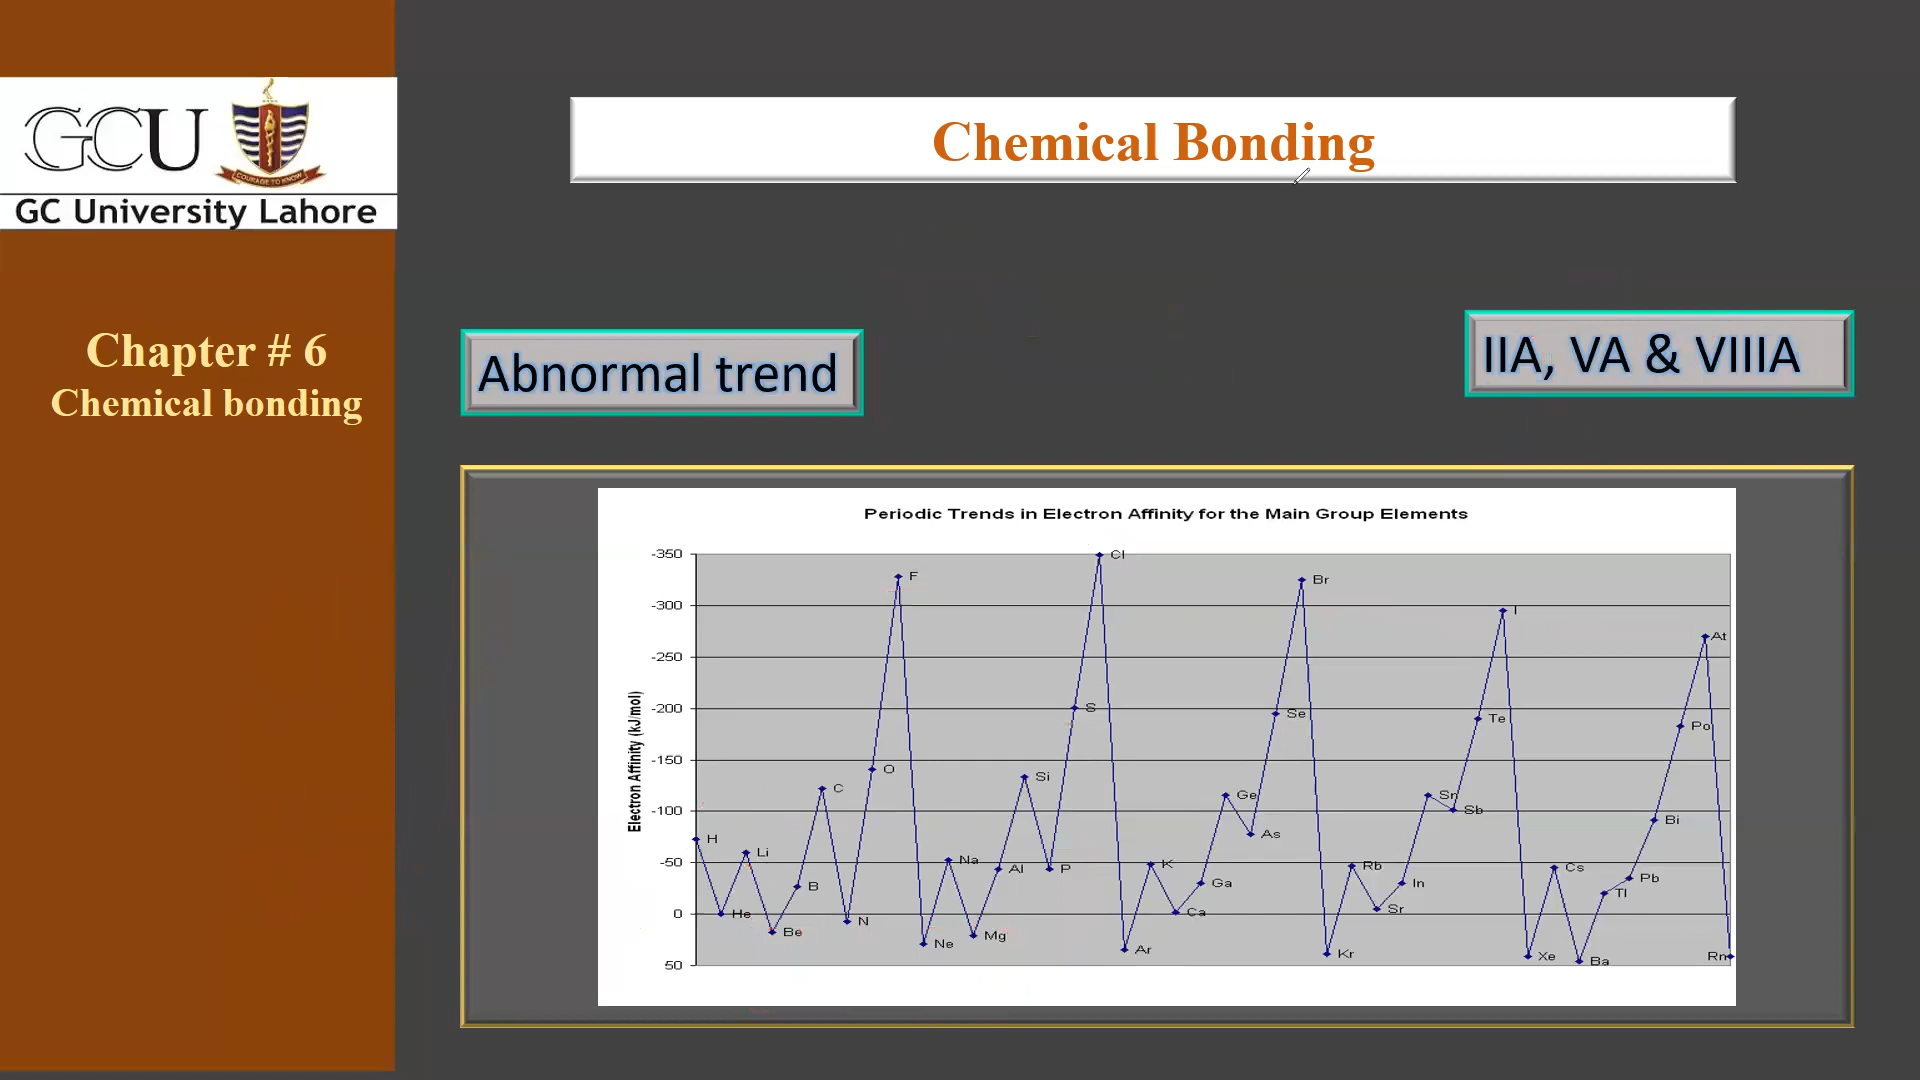 GCU
COURAGE TO KNOW
GC University Lahore
Chapter # 6
Chemical bonding
Chemical Bonding
Abnormal trend
IIA, VA & VIIIA
Periodic Trends in Electron Affinity for the Main Group Elements
Electron Affinity (kJ/mol)
-350
-300
-250
-200
-150
-100
-50
0
50
H
He
Li
Be
B
C
N
O
F
Ne
Na
Mg
Al
Si
P
S
Cl
Ar
K
Ca
Ga
Ge
As
Se
Br
Kr
Rb
Sr
In
Sn
Sb
Te
I
Xe
Cs
Ba
Tl
Pb
Bi
Po
At
Rn